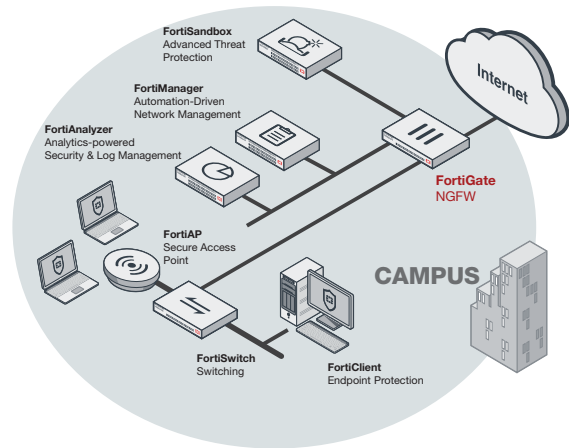 FortiSandbox
Advanced Threat
Protection
FortiManager
Automation-Driven
Network Management
FortiAnalyzer
Analytics-powered
Security & Log Management
Internet
FortiGate
NGFW
FortiAP
Secure Access
Point
CAMPUS
FortiSwitch
Switching
FortiClient
Endpoint Protection